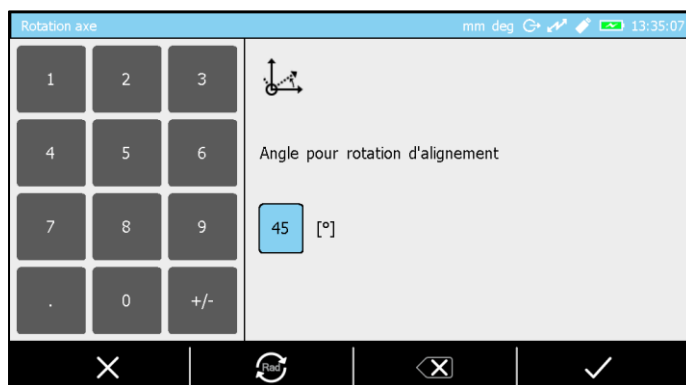 Rotation axe
mm deg 13:35:07
1 2 3
4 5 6
7 8 9
. 0 +/-
Angle pour rotation d'alignement
45 [°]
Rad